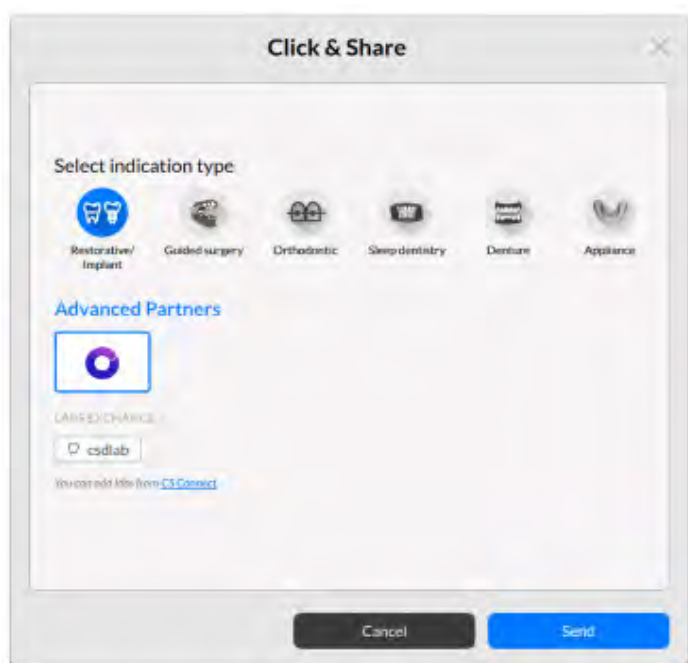 Click & Share
Select indication type
Restorative/
Implant
Guided surgery
Orthodontic
Sleep dentistry
Denture
Appliance
Advanced Partners
csdlab
You can add labs from CS Connect
Cancel
Send